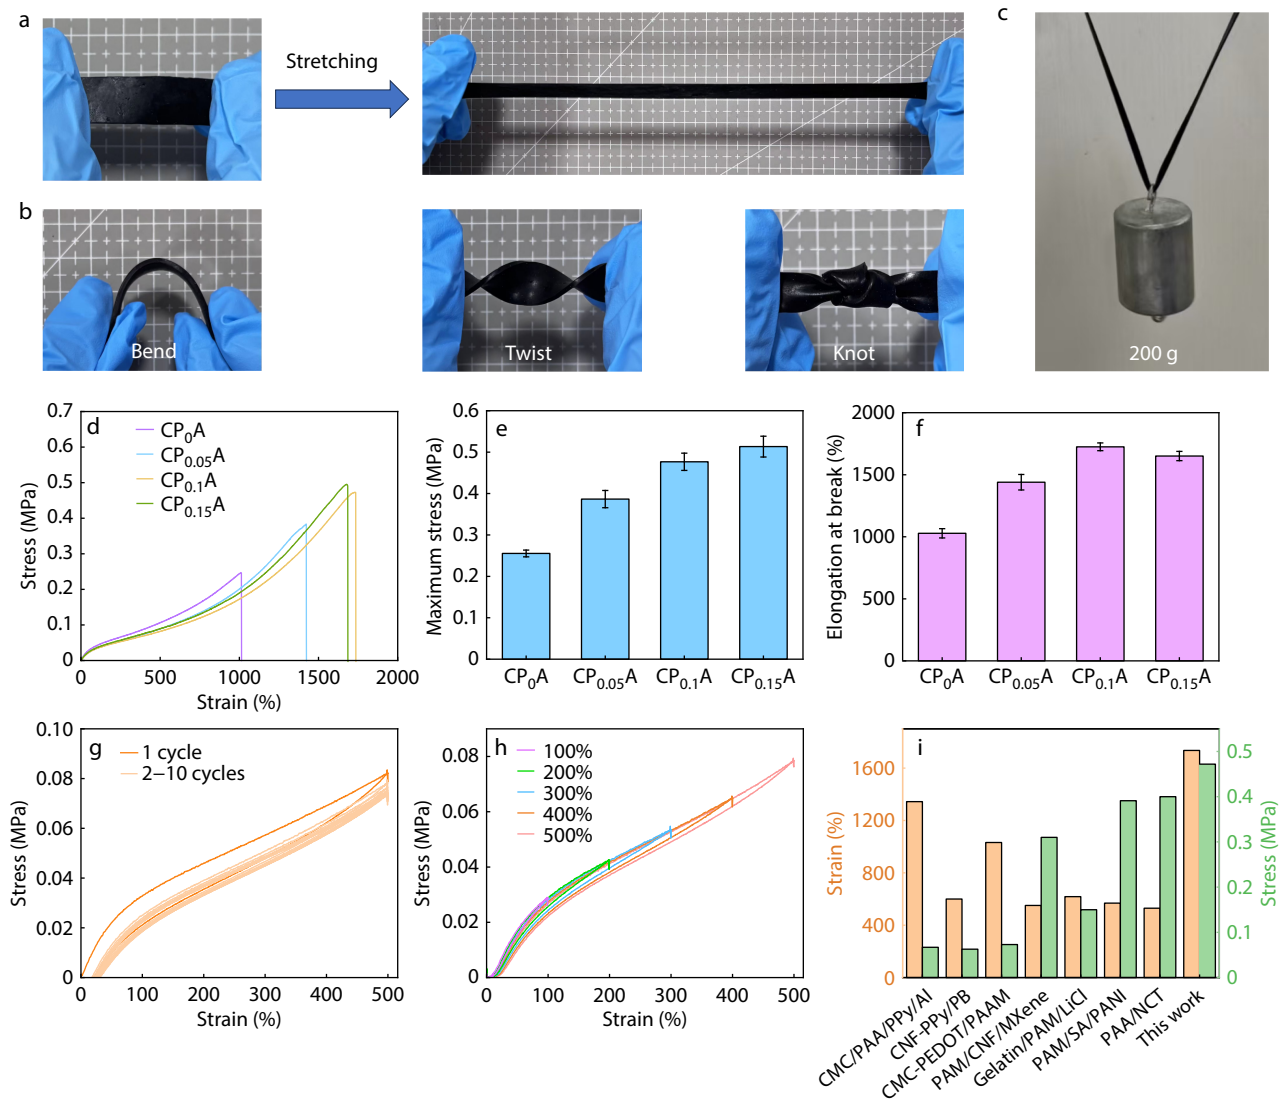 a
Stretching
c
b
Bend
Twist
Knot
200 g
d
CP0A
CP0.05A
CP0.1A
CP0.15A
0.7
0.6
0.5
0.4
0.3
0.2
0.1
0
Stress (MPa)
0 500 1000 1500 2000
Strain (%)
e
0.6
0.5
0.4
0.3
0.2
0.1
0
Maximum stress (MPa)
CP0A CP0.05A CP0.1A CP0.15A
f
2000
1500
1000
500
0
Elongation at break (%)
CP0A CP0.05A CP0.1A CP0.15A
g
1 cycle
2−10 cycles
0.10
0.08
0.06
0.04
0.02
0
Stress (MPa)
0 100 200 300 400 500
Strain (%)
h
100%
200%
300%
400%
500%
0.08
0.06
0.04
0.02
0
Stress (MPa)
0 100 200 300 400 500
Strain (%)
i
1600
1200
800
400
0
Strain (%)
0.5
0.4
0.3
0.2
0.1
0
Stress (MPa)
CMC/PAA/PPy/Al
CNF-PPy/PB
CMC-PEDOT/PAAM
PAM/CNF/MXene
Gelatin/PAM/LiCl
PAM/SA/PANI
PAA/NCT
This work